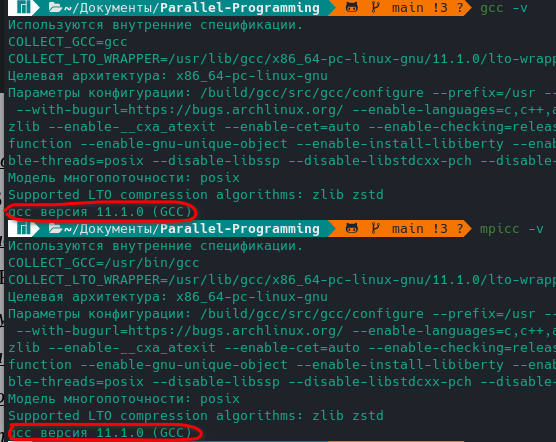 ~/Документы/Parallel-Programming main !3 ? gcc -v
Используются внутренние спецификации.
COLLECT_GCC=gcc
COLLECT_LTO_WRAPPER=/usr/lib/gcc/x86_64-pc-linux-gnu/11.1.0/lto-wrapp
Целевая архитектура: x86_64-pc-linux-gnu
Параметры конфигурации: /build/gcc/src/gcc/configure --prefix=/usr --
--with-bugurl=https://bugs.archlinux.org/ --enable-languages=c,c++,a
zlib --enable-__cxa_atexit --enable-cet=auto --enable-checking=releas
function --enable-gnu-unique-object --enable-install-libiberty --enab
ble-threads=posix --disable-libssp --disable-libstdcxx-pch --disable-
Модель многопоточности: posix
Supported LTO compression algorithms: zlib zstd
gcc версия 11.1.0 (GCC)
~/Документы/Parallel-Programming main !3 ? mpicc -v
Используются внутренние спецификации.
COLLECT_GCC=/usr/bin/gcc
COLLECT_LTO_WRAPPER=/usr/lib/gcc/x86_64-pc-linux-gnu/11.1.0/lto-wrapp
Целевая архитектура: x86_64-pc-linux-gnu
Параметры конфигурации: /build/gcc/src/gcc/configure --prefix=/usr --
--with-bugurl=https://bugs.archlinux.org/ --enable-languages=c,c++,a
zlib --enable-__cxa_atexit --enable-cet=auto --enable-checking=releas
function --enable-gnu-unique-object --enable-install-libiberty --enab
ble-threads=posix --disable-libssp --disable-libstdcxx-pch --disable-
Модель многопоточности: posix
Supported LTO compression algorithms: zlib zstd
gcc версия 11.1.0 (GCC)